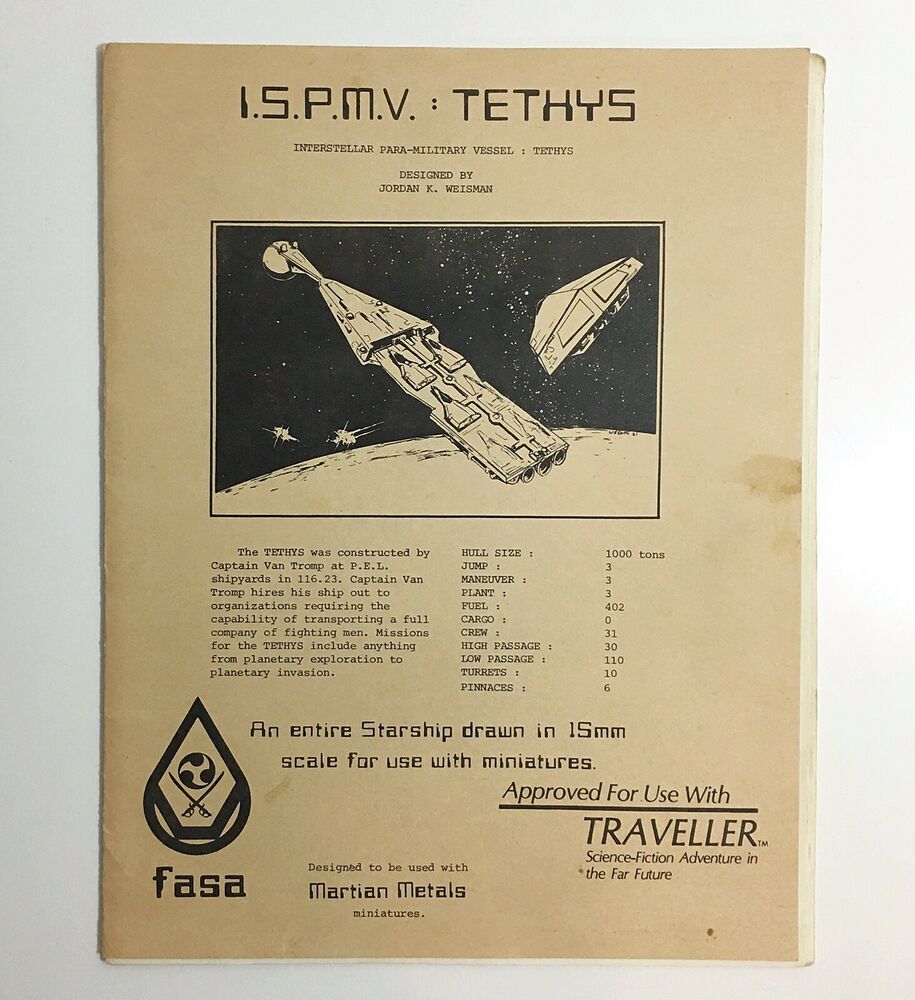 I.S.P.M.V. : TETHYS
INTERSTELLAR PARA-MILITARY VESSEL : TETHYS
DESIGNED BY
JORDAN K. WEISMAN
The TETHYS was constructed by
Captain Van Tromp at P.E.L.
shipyards in 116.23. Captain Van
Tromp hires his ship out to
organizations requiring the
capability of transporting a full
company of fighting men. Missions
for the TETHYS include anything
from planetary exploration to
planetary invasion.
HULL SIZE : 1000 tons
JUMP : 3
MANEUVER : 3
PLANT : 3
FUEL : 402
CARGO : 0
CREW : 31
HIGH PASSAGE : 30
LOW PASSAGE : 110
TURRETS : 10
PINNACES : 6
An entire Starship drawn in 15mm
scale for use with miniatures.
Approved For Use With
TRAVELLER™
Science-Fiction Adventure in
the Far Future
fasa
Designed to be used with
Martian Metals
miniatures.